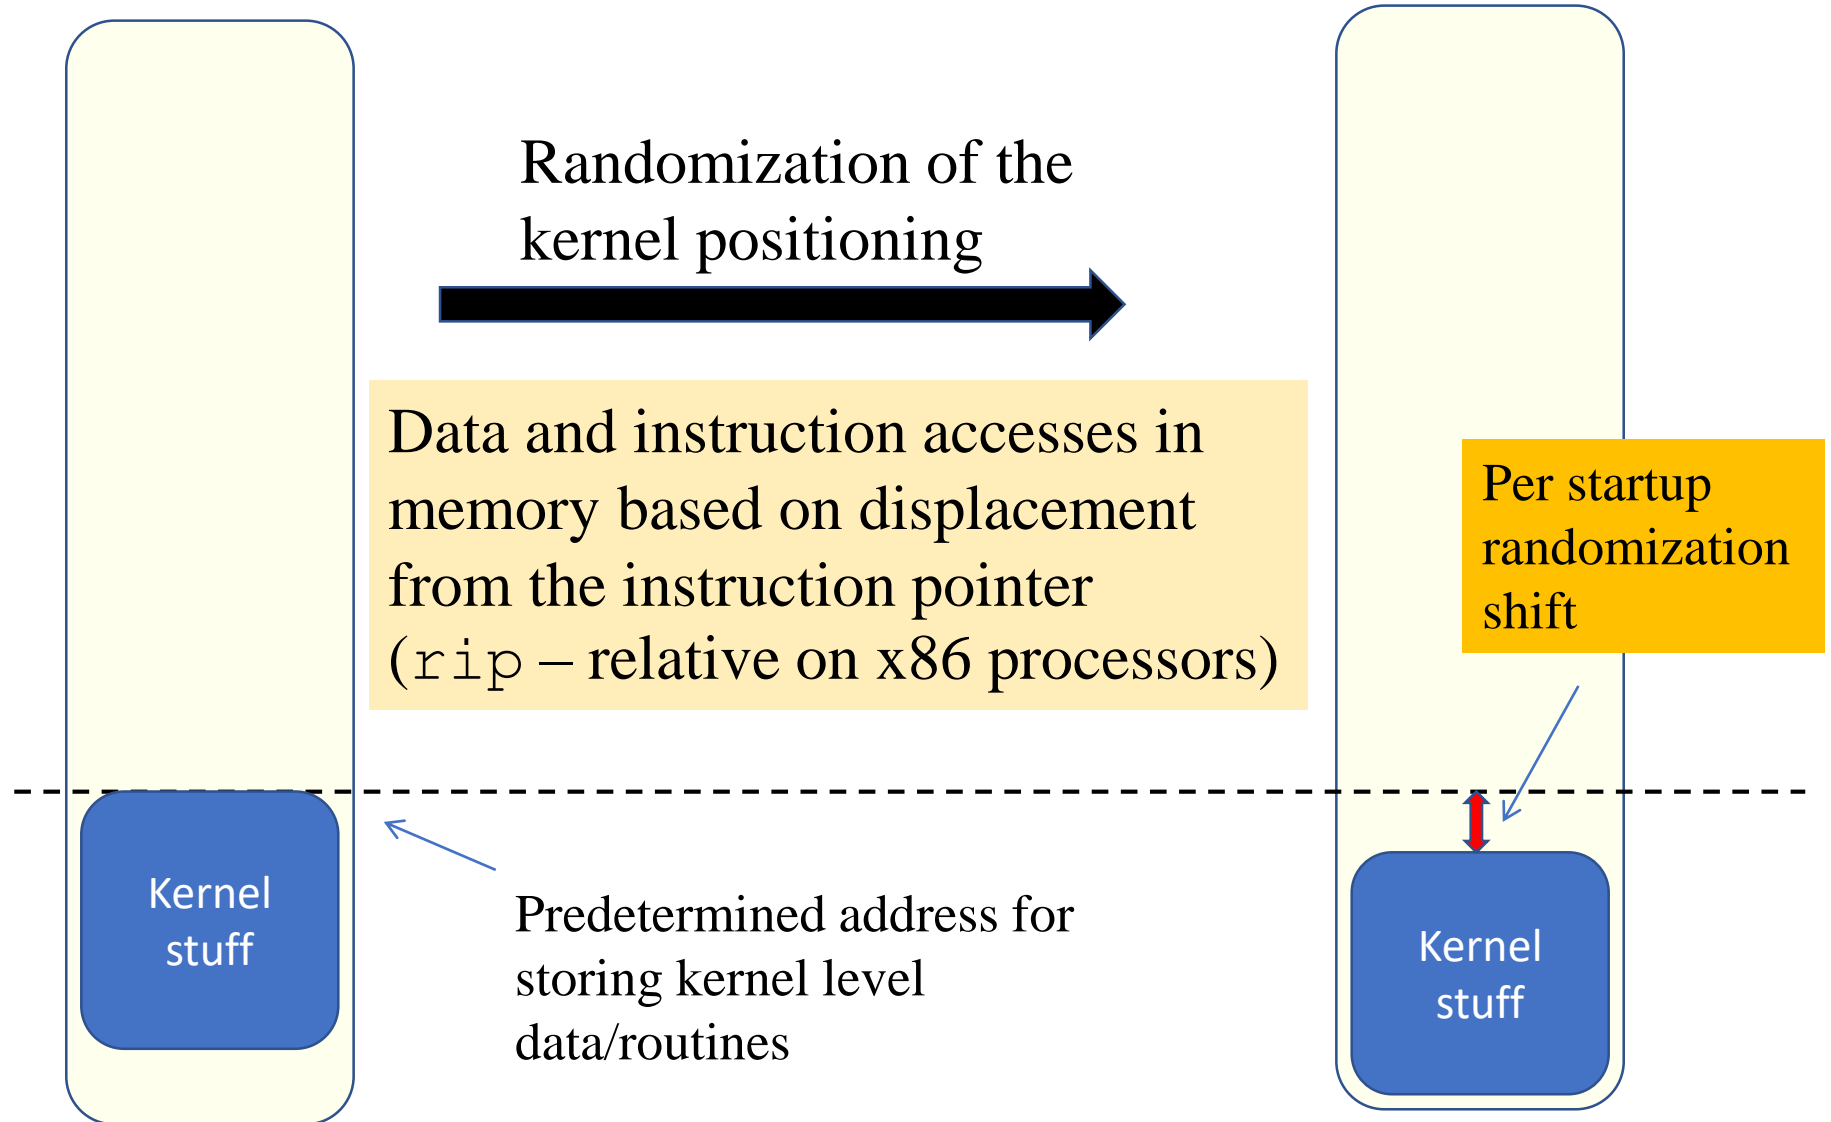 Randomization of the
kernel positioning
Data and instruction accesses in
memory based on displacement
from the instruction pointer
(rip – relative on x86 processors)
Per startup
randomization
shift
Kernel
stuff
Predetermined address for
storing kernel level
data/routines
Kernel
stuff